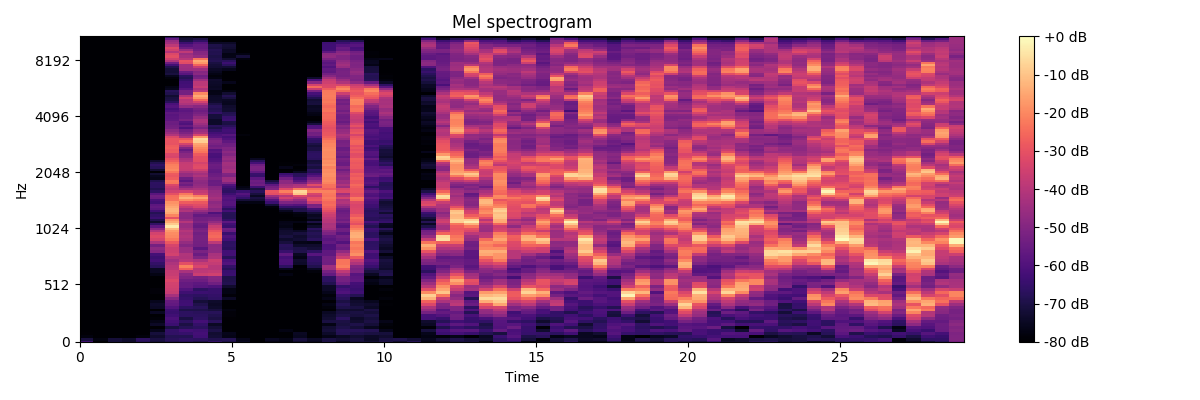 Mel spectrogram
8192
4096
2048
1024
512
0
Hz
0 5 10 15 20 25
Time
+0 dB
-10 dB
-20 dB
-30 dB
-40 dB
-50 dB
-60 dB
-70 dB
-80 dB